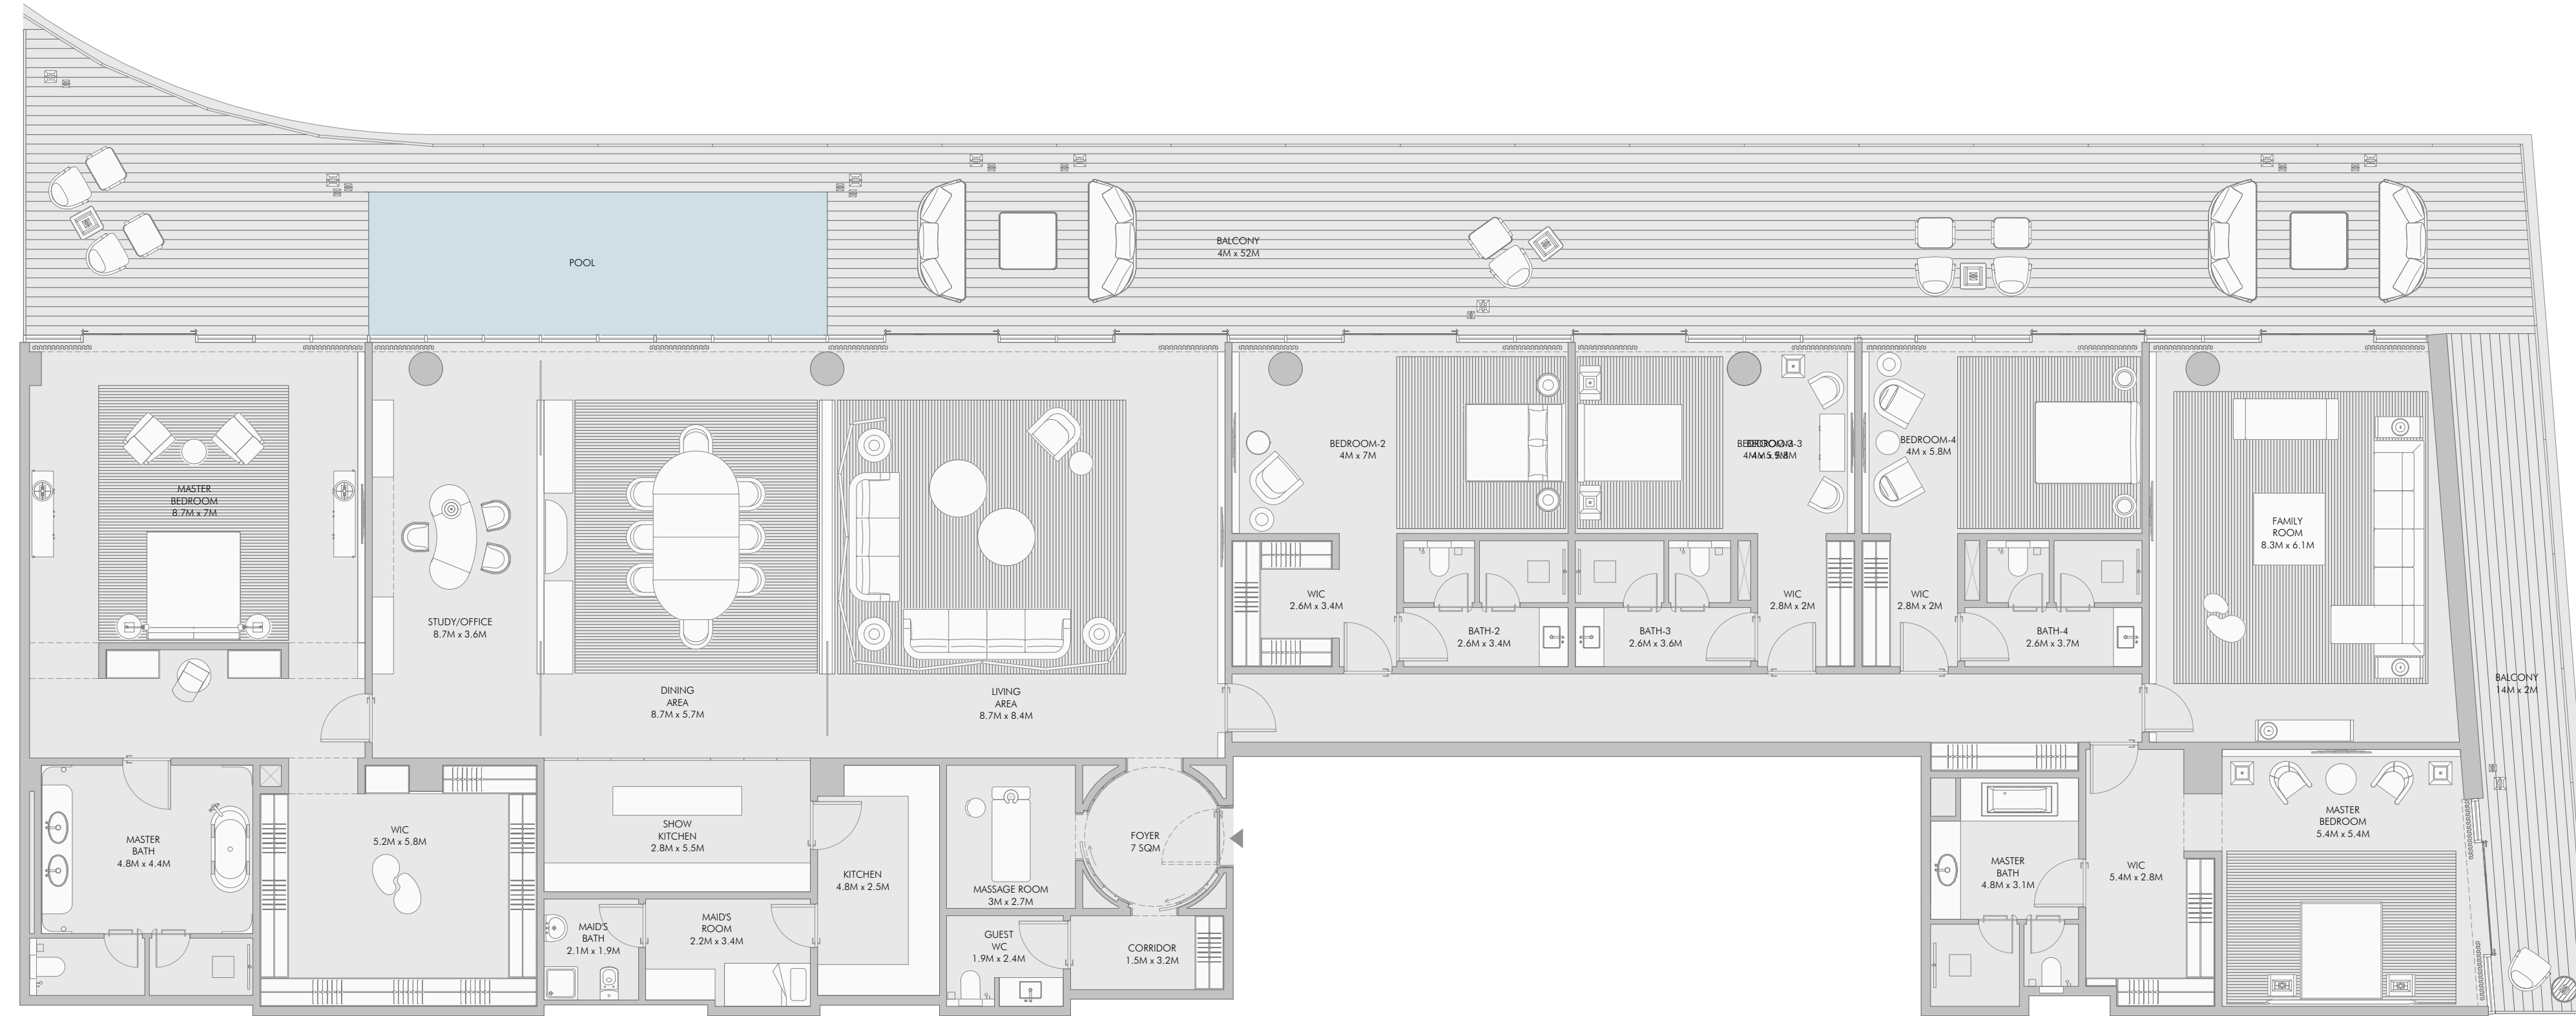 POOL
BALCONY
4M x 52M
MASTER
BEDROOM
8.7M x 7M
STUDY/OFFICE
8.7M x 3.6M
DINING
AREA
8.7M x 5.7M
LIVING
AREA
8.7M x 8.4M
BEDROOM-2
4M x 7M
BEDROOM-4
4M x 5.8M
FAMILY
ROOM
8.3M x 6.1M
WIC
2.6M x 3.4M
BATH-2
2.6M x 3.4M
BATH-3
2.6M x 3.6M
WIC
2.8M x 2M
WIC
2.8M x 2M
BATH-4
2.6M x 3.7M
BALCONY
14M x 2M
MASTER
BATH
4.8M x 4.4M
WIC
5.2M x 5.8M
SHOW
KITCHEN
2.8M x 5.5M
KITCHEN
4.8M x 2.5M
MASSAGE ROOM
3M x 2.7M
FOYER
7 SQM
MAID'S
BATH
2.1M x 1.9M
MAID'S
ROOM
2.2M x 3.4M
GUEST
WC
1.9M x 2.4M
CORRIDOR
1.5M x 3.2M
MASTER
BATH
4.8M x 3.1M
WIC
5.4M x 2.8M
MASTER
BEDROOM
5.4M x 5.4M